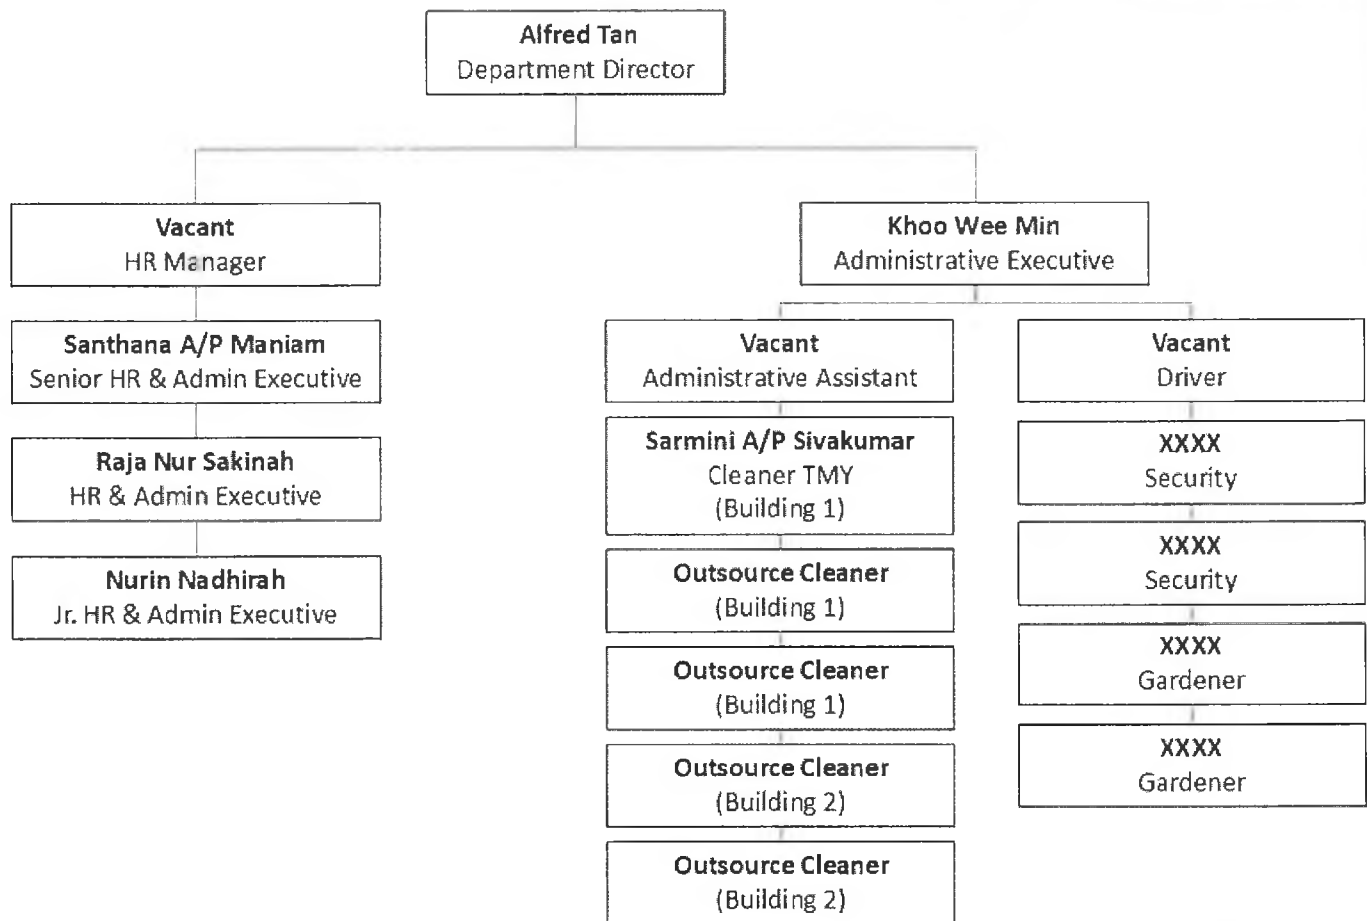 Alfred Tan
Department Director
Vacant
HR Manager
Santhana A/P Maniam
Senior HR & Admin Executive
Raja Nur Sakinah
HR & Admin Executive
Nurin Nadhirah
Jr. HR & Admin Executive
Khoo Wee Min
Administrative Executive
Vacant
Administrative Assistant
Sarmini A/P Sivakumar
Cleaner TMY
(Building 1)
Outsource Cleaner
(Building 1)
Outsource Cleaner
(Building 1)
Outsource Cleaner
(Building 2)
Outsource Cleaner
(Building 2)
Vacant
Driver
XXXX
Security
XXXX
Security
XXXX
Gardener
XXXX
Gardener